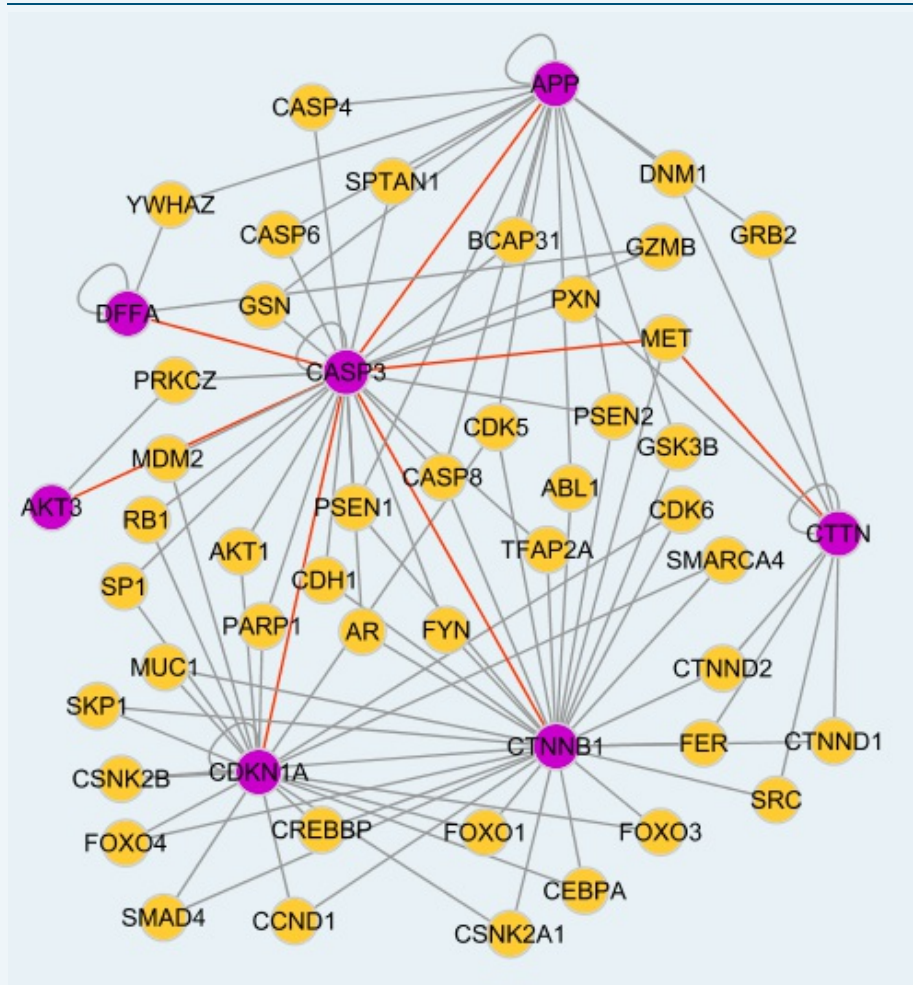 APP
CASP4
SPTAN1
DNM1
YWHAZ
CASP6
BCAP31
GZMB
GRB2
DFFA
GSN
PXN
MET
CASP3
PRKCZ
CDK5
PSEN2
GSK3B
MDM2
CASP8
ABL1
AKT3
RB1
PSEN1
CDK6
CTTN
AKT1
TFAP2A
SMARCA4
SP1
CDH1
PARP1
AR
FYN
MUC1
CTNND2
SKP1
CTNNB1
FER
CTNND1
CSNK2B
CDKN1A
SRC
FOXO4
CREBBP
FOXO1
FOXO3
CEBPA
SMAD4
CCND1
CSNK2A1